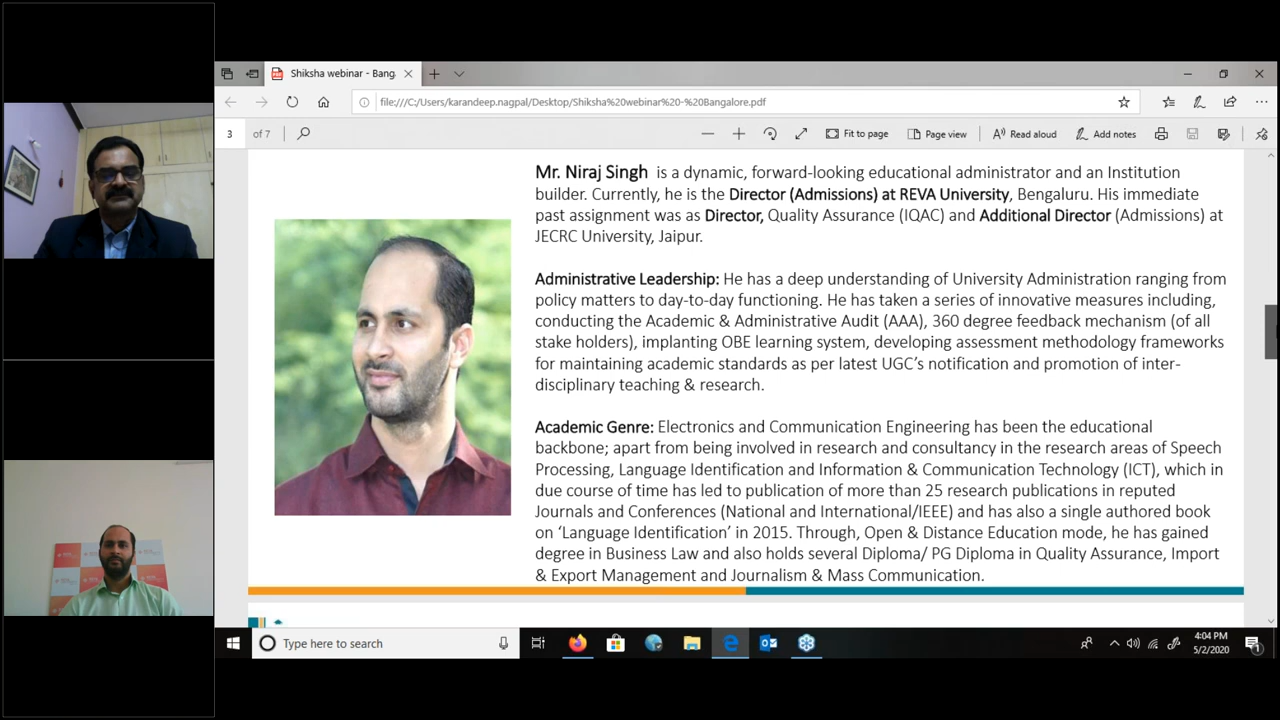 Shiksha webinar - Bang.
file:///C:/Users/karandeep.nagpal/Desktop/Shiksha%20webinar%20-%20Bangalore.pdf
3 of 7
Fit to page
Page view
Read aloud
Add notes
Mr. Niraj Singh is a dynamic, forward-looking educational administrator and an Institution
builder. Currently, he is the Director (Admissions) at REVA University, Bengaluru. His immediate
past assignment was as Director, Quality Assurance (IQAC) and Additional Director (Admissions) at
JECRC University, Jaipur.
Administrative Leadership: He has a deep understanding of University Administration ranging from
policy matters to day-to-day functioning. He has taken a series of innovative measures including,
conducting the Academic & Administrative Audit (AAA), 360 degree feedback mechanism (of all
stake holders), implanting OBE learning system, developing assessment methodology frameworks
for maintaining academic standards as per latest UGC's notification and promotion of inter-
disciplinary teaching & research.
Academic Genre: Electronics and Communication Engineering has been the educational
backbone; apart from being involved in research and consultancy in the research areas of Speech
Processing, Language Identification and Information & Communication Technology (ICT), which in
due course of time has led to publication of more than 25 research publications in reputed
Journals and Conferences (National and International/IEEE) and has also a single authored book
on 'Language Identification' in 2015. Through, Open & Distance Education mode, he has gained
degree in Business Law and also holds several Diploma/ PG Diploma in Quality Assurance, Import
& Export Management and Journalism & Mass Communication.
Type here to search
4:04 PM
5/2/2020